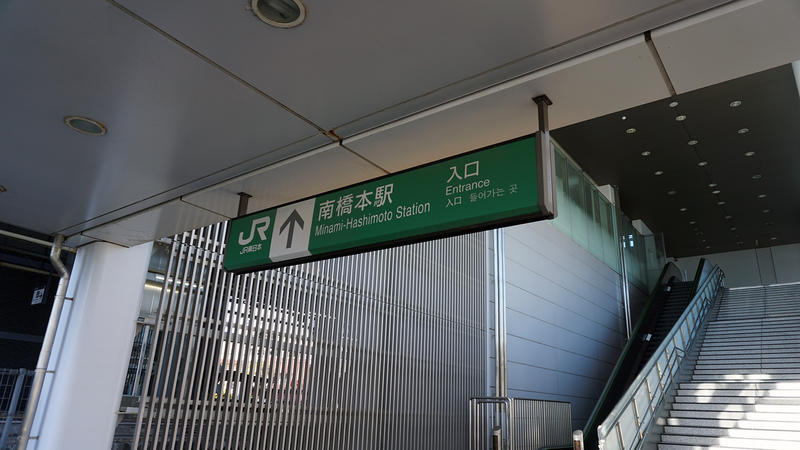 JR
JR東日本
南橋本駅
Minami-Hashimoto Station
入口
Entrance
入口 들어가는 곳